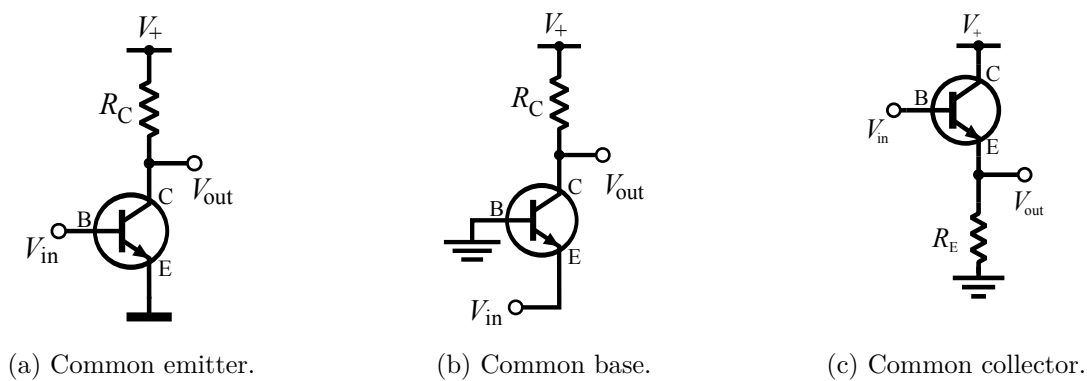 V+
RC
C
Vout
B
Vin
E
(a) Common emitter.
V+
RC
C
Vout
B
E
Vin
(b) Common base.
V+
C
B
Vin
E
Vout
RE
(c) Common collector.